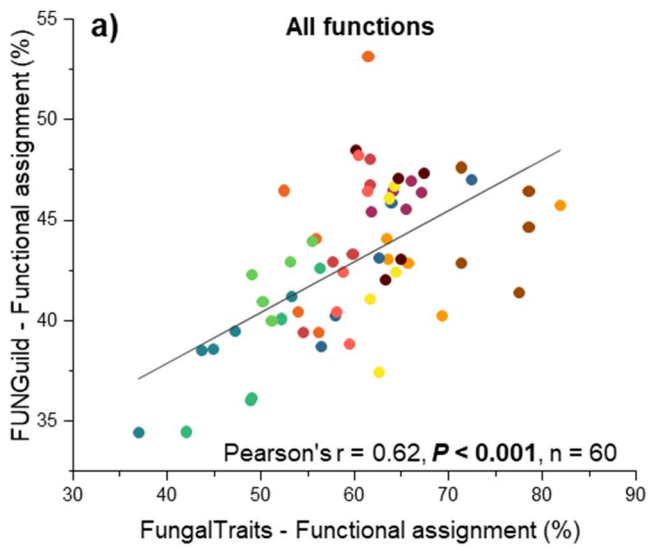 a) All functions
55
50
45
40
35
FUNGuild - Functional assignment (%)
Pearson's r = 0.62, P < 0.001, n = 60
30 40 50 60 70 80 90
FungalTraits - Functional assignment (%)